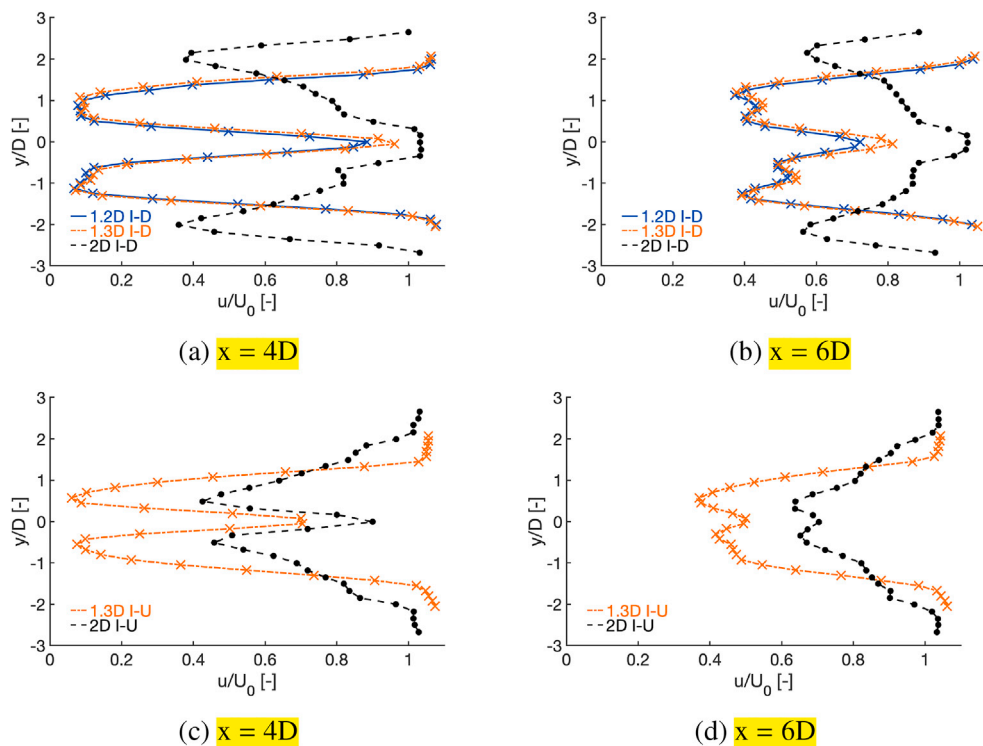 3
2
1
0
-1
-2
-3
y/D [-]
1.2D I-D
1.3D I-D
2D I-D
0 0.2 0.4 0.6 0.8 1
u/U0 [-]
(a) x = 4D
3
2
1
0
-1
-2
-3
y/D [-]
1.2D I-D
1.3D I-D
2D I-D
0 0.2 0.4 0.6 0.8 1
u/U0 [-]
(b) x = 6D
3
2
1
0
-1
-2
-3
y/D [-]
1.3D I-U
2D I-U
0 0.2 0.4 0.6 0.8 1
u/U0 [-]
(c) x = 4D
3
2
1
0
-1
-2
-3
y/D [-]
1.3D I-U
2D I-U
0 0.2 0.4 0.6 0.8 1
u/U0 [-]
(d) x = 6D